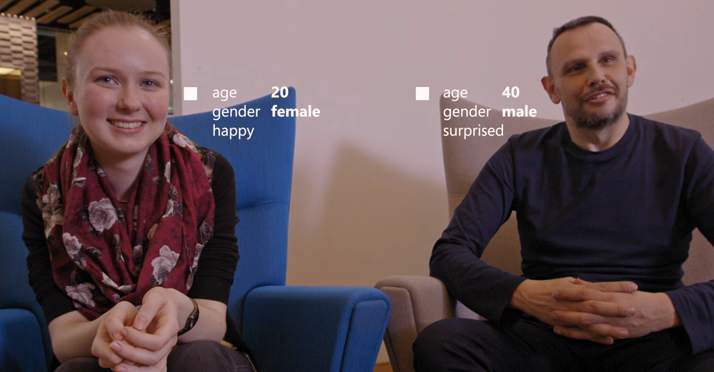 age 20
gender female
happy
age 40
gender male
surprised